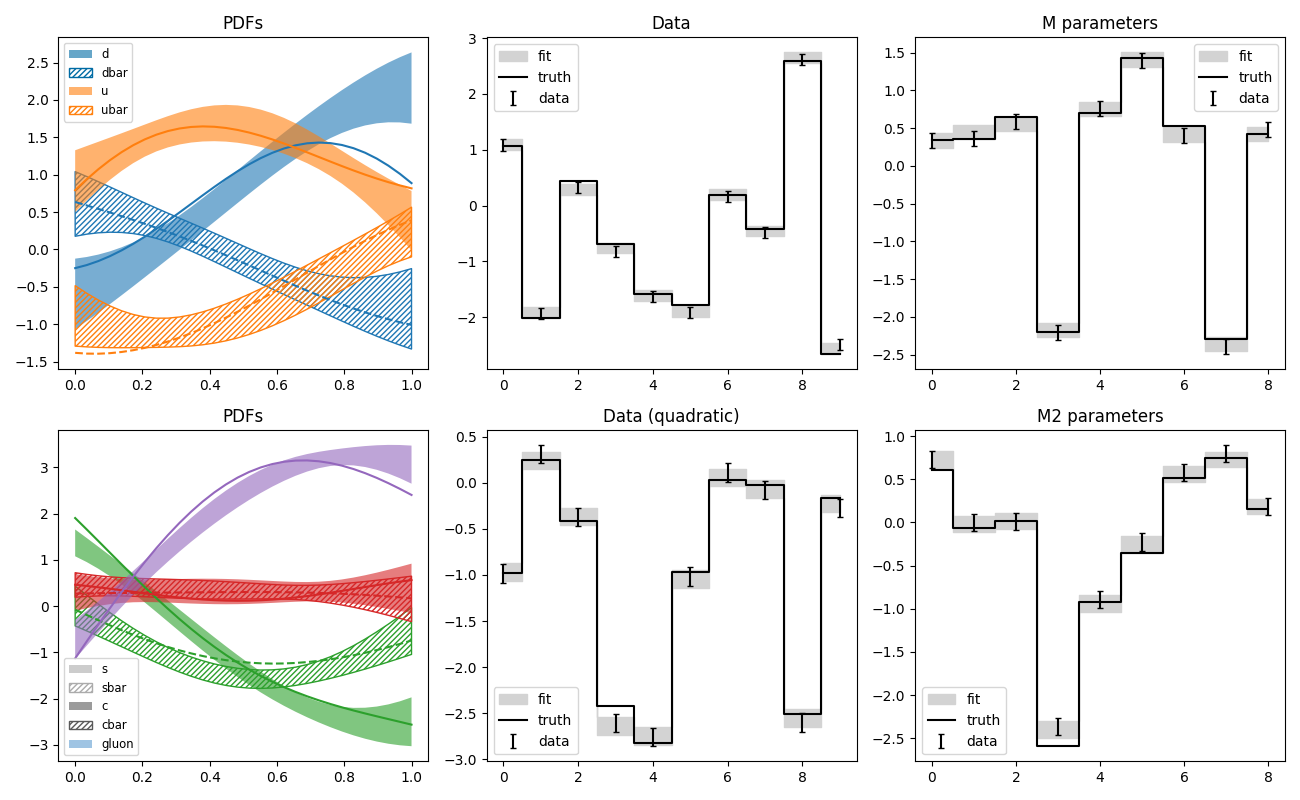 PDFs
d
dbar
u
ubar
2.5
2.0
1.5
1.0
0.5
0.0
−0.5
−1.0
−1.5
0.0 0.2 0.4 0.6 0.8 1.0
Data
fit
truth
data
3
2
1
0
−1
−2
0 2 4 6 8
M parameters
fit
truth
data
1.5
1.0
0.5
0.0
−0.5
−1.0
−1.5
−2.0
−2.5
0 2 4 6 8
PDFs
3
2
1
0
−1
−2
−3
s
sbar
c
cbar
gluon
0.0 0.2 0.4 0.6 0.8 1.0
Data (quadratic)
0.5
0.0
−0.5
−1.0
−1.5
−2.0
−2.5
−3.0
fit
truth
data
0 2 4 6 8
M2 parameters
1.0
0.5
0.0
−0.5
−1.0
−1.5
−2.0
−2.5
fit
truth
data
0 2 4 6 8